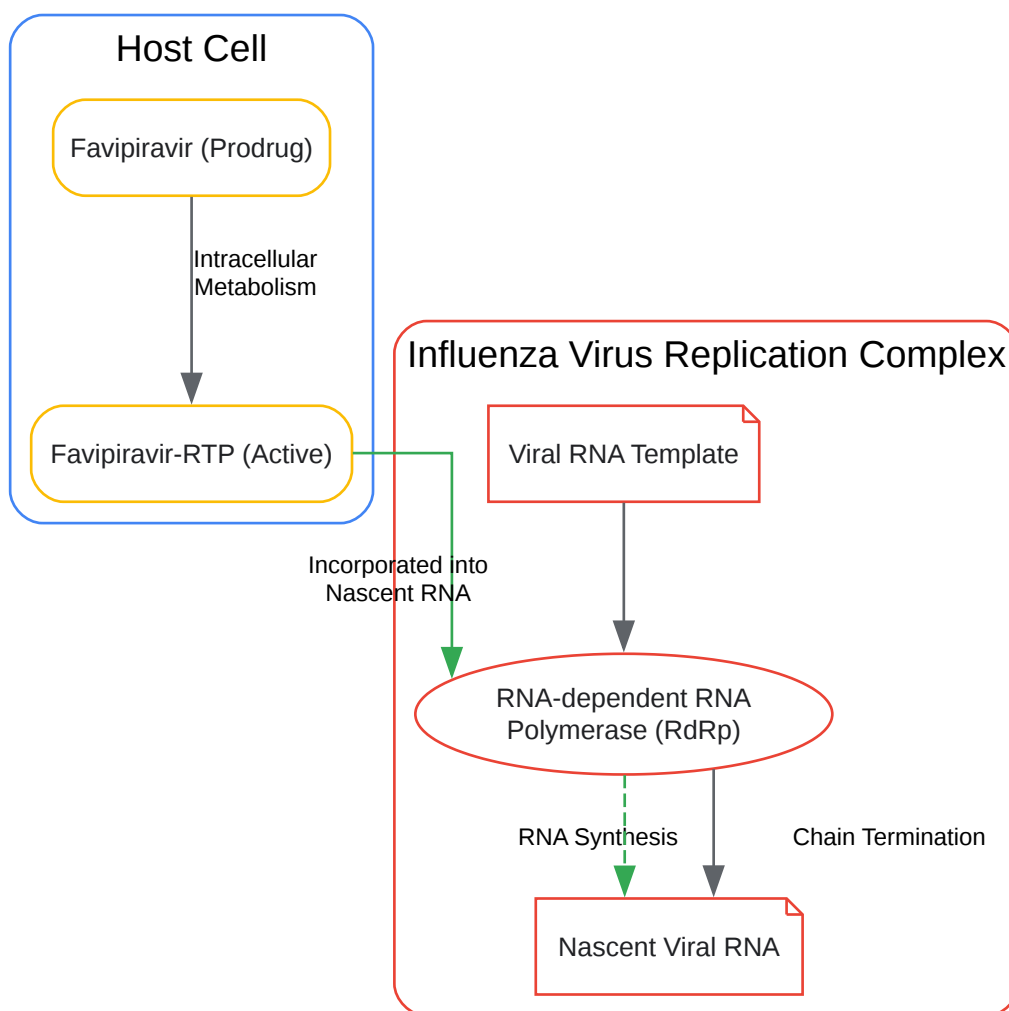 Host Cell
Favipiravir (Prodrug)
Intracellular
Metabolism
Favipiravir-RTP (Active)
Influenza Virus Replication Complex
Viral RNA Template
Incorporated into
Nascent RNA
RNA-dependent RNA
Polymerase (RdRp)
RNA Synthesis
Chain Termination
Nascent Viral RNA